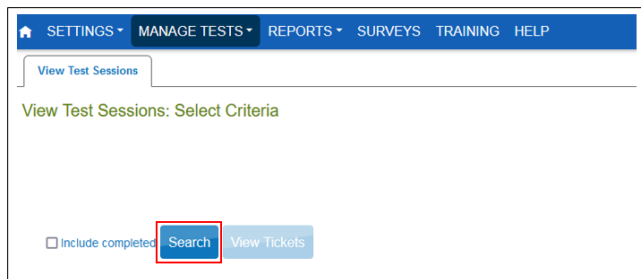 SETTINGS MANAGE TESTS REPORTS SURVEYS TRAINING HELP
View Test Sessions
View Test Sessions: Select Criteria
Include completed Search View Tickets